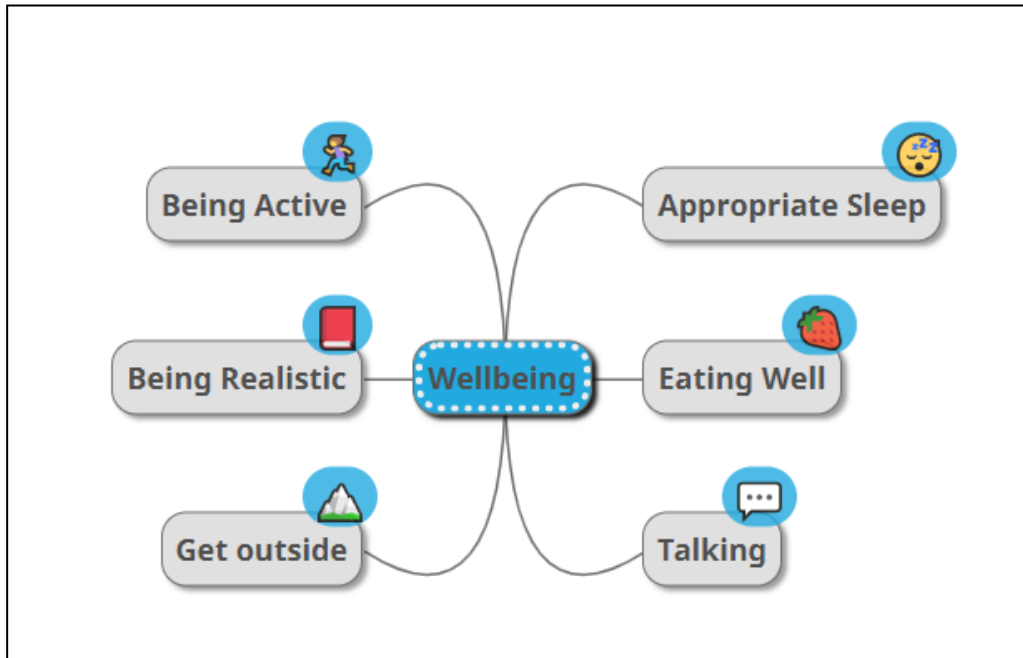 Being Active
Appropriate Sleep
Being Realistic
Wellbeing
Eating Well
Get outside
Talking